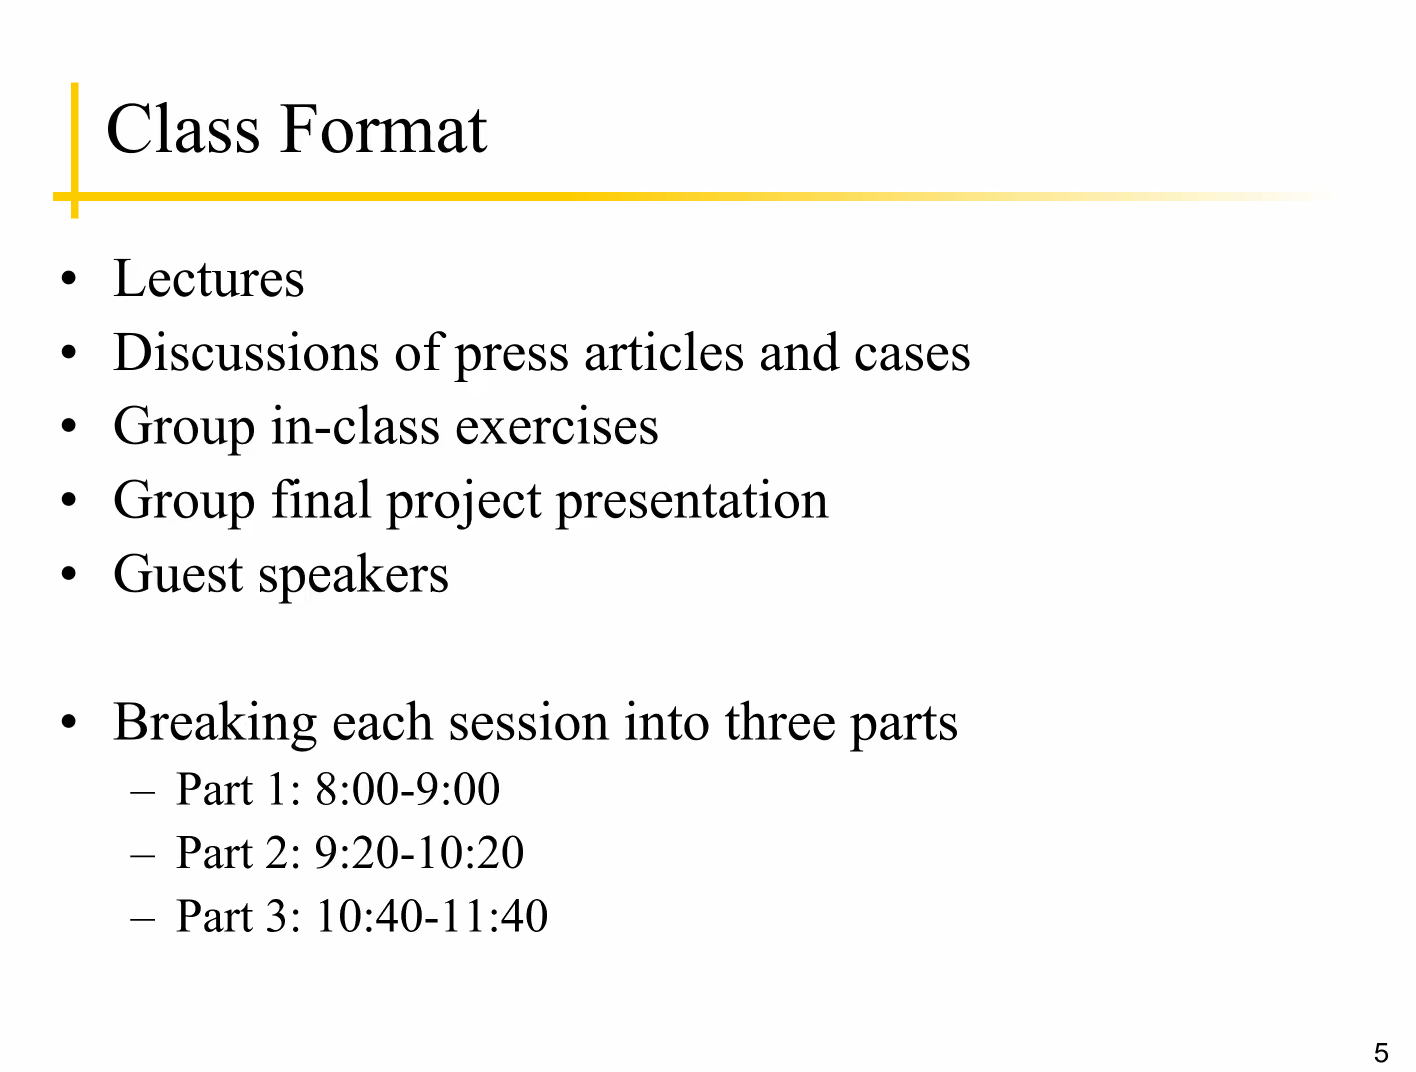 Class Format
• Lectures
• Discussions of press articles and cases
• Group in-class exercises
• Group final project presentation
• Guest speakers
• Breaking each session into three parts
– Part 1: 8:00-9:00
– Part 2: 9:20-10:20
– Part 3: 10:40-11:40
5